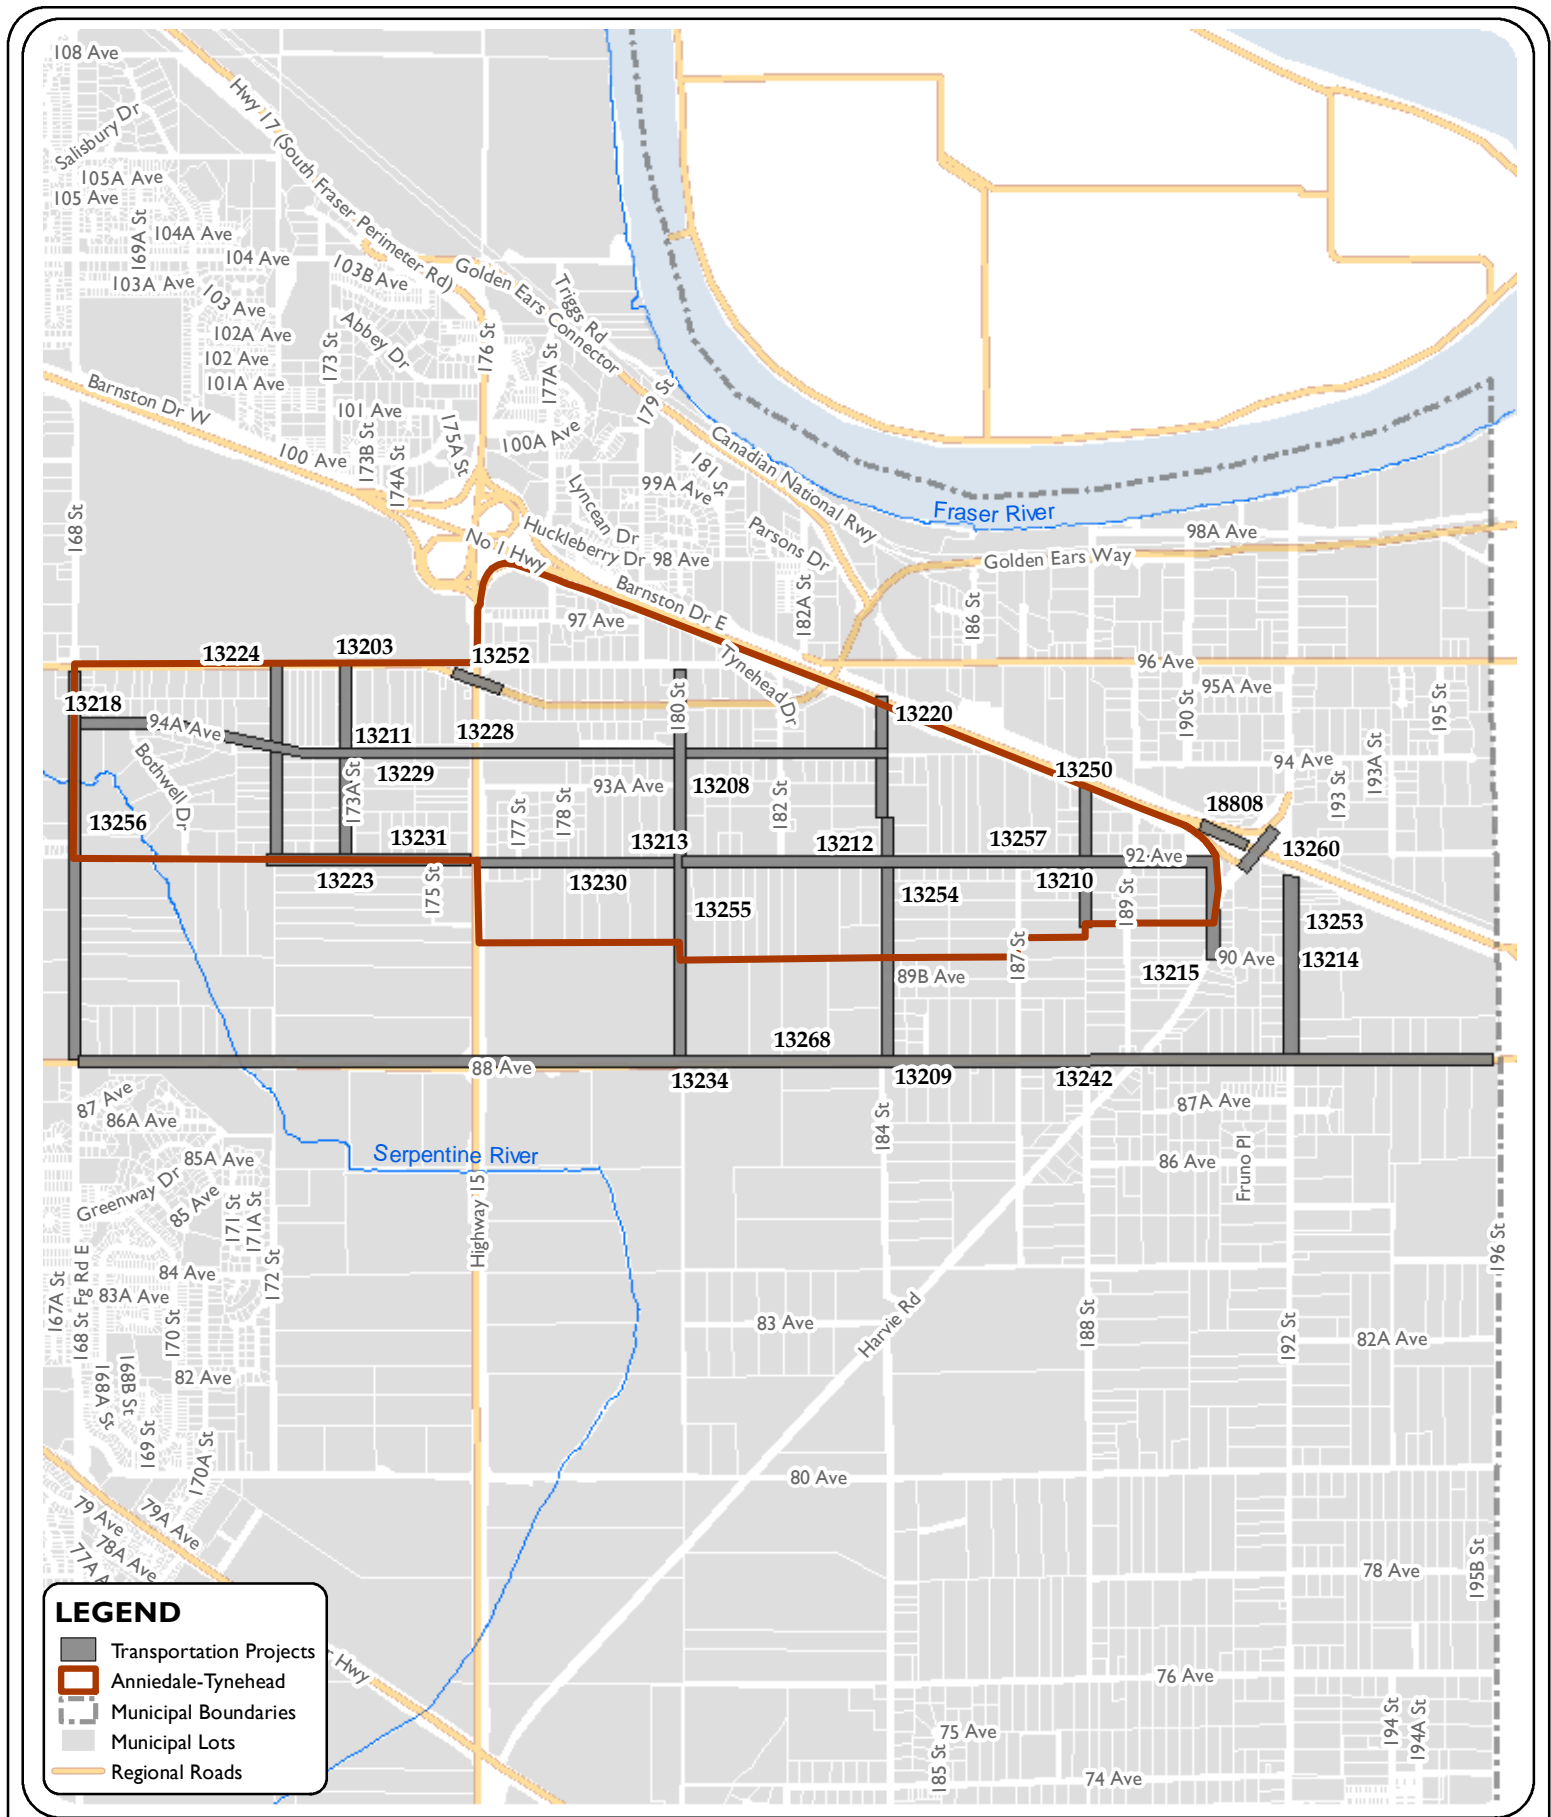 108 Ave
Hwy 17 (South Fraser Perimeter Rd)
Salisbury Dr
105A Ave
105 Ave
169A St
104A Ave
104 Ave
103B Ave
Golden Ears Connector
Triggs Rd
103A Ave
103 Ave
Abbey Dr
102A Ave
173 St
176 St
102 Ave
177A St
101A Ave
179 St
Barnston Dr W
101 Ave
175A St
100A Ave
Canadian National Rwy
173B St
100 Ave
174A St
181 St
99A Ave
Lyncean Dr
Fraser River
168 St
Huckleberry Dr
Parsons Dr
98A Ave
No 1 Hwy
98 Ave
Golden Ears Way
Barnston Dr E
182A St
186 St
97 Ave
13224
13203
13252
96 Ave
Tynehead Dr
95A Ave
13218
180 St
190 St
195 St
94A Ave
13211
13228
13220
Bothwell Dr
13229
13250
94 Ave
193A St
173A St
93A Ave
13208
182 St
193 St
177 St
178 St
18808
13256
13231
13213
13212
13257
92 Ave
13260
13223
175 St
13230
13210
189 St
13255
13254
13253
187 St
89B Ave
13215
90 Ave
13214
13268
88 Ave
13234
13209
13242
87 Ave
86A Ave
184 St
87A Ave
85A Ave
Serpentine River
86 Ave
Fruno Pl
Greenway Dr
85 Ave
171 St
171A St
Highway 15
196 St
84 Ave
172 St
167A St
168 St Fg Rd E
83A Ave
170 St
83 Ave
Harvie Rd
188 St
192 St
82A Ave
168A St
168B St
82 Ave
169 St
170A St
80 Ave
79 Ave
79A Ave
78A Ave
77A A
78 Ave
195B St
r Hwy
76 Ave
75 Ave
185 St
194 St
194A St
74 Ave
LEGEND
Transportation Projects
Anniedale-Tynehead
Municipal Boundaries
Municipal Lots
Regional Roads